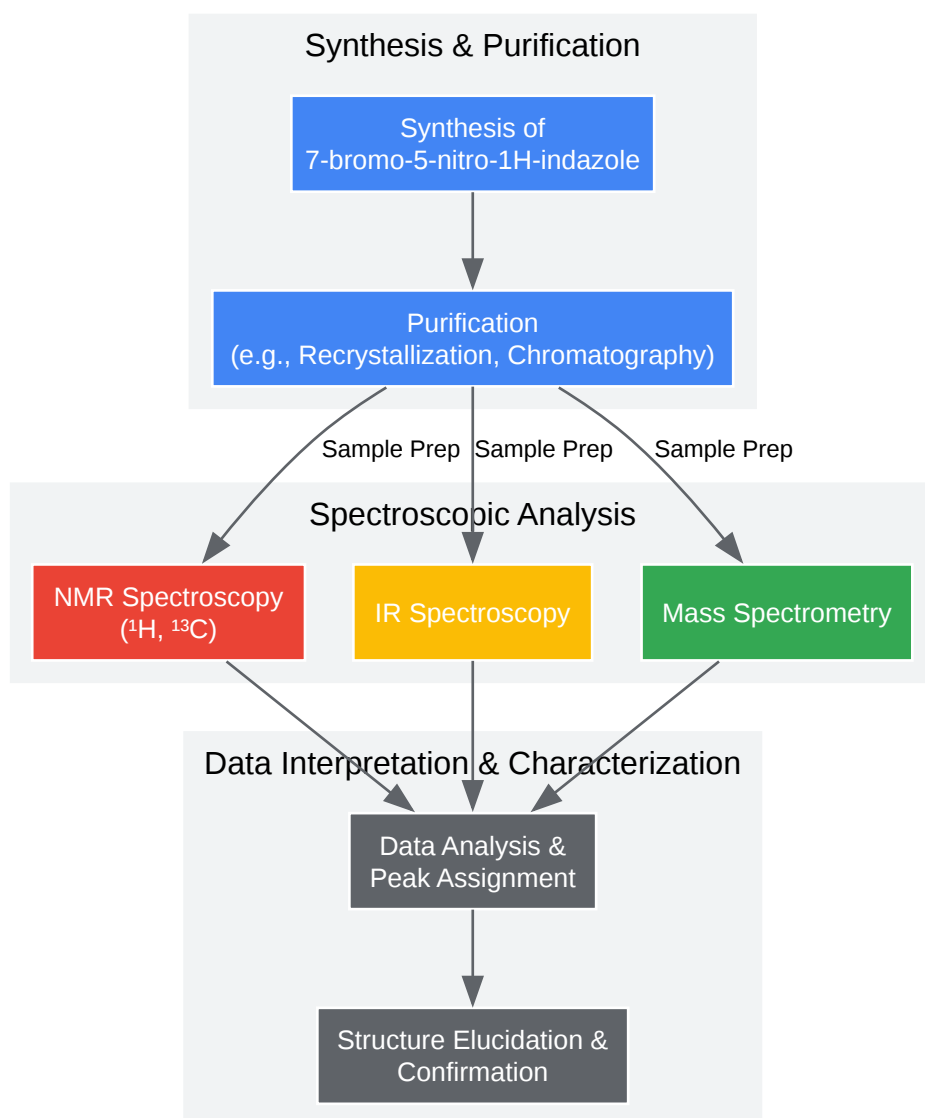 Synthesis & Purification
Synthesis of
7-bromo-5-nitro-1H-indazole
Purification
(e.g., Recrystallization, Chromatography)
Sample Prep
Sample Prep
Sample Prep
Spectroscopic Analysis
NMR Spectroscopy
(¹H, ¹³C)
IR Spectroscopy
Mass Spectrometry
Data Interpretation & Characterization
Data Analysis &
Peak Assignment
Structure Elucidation &
Confirmation